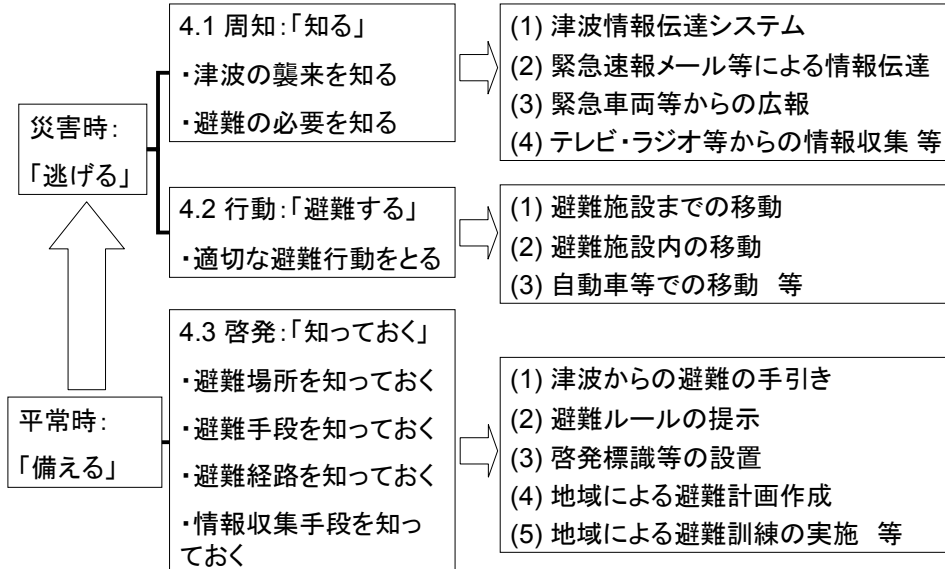 災害時：
「逃げる」
4.1 周知：「知る」
・津波の襲来を知る
・避難の必要を知る
(1) 津波情報伝達システム
(2) 緊急速報メール等による情報伝達
(3) 緊急車両等からの広報
(4) テレビ・ラジオ等からの情報収集 等
4.2 行動：「避難する」
・適切な避難行動をとる
(1) 避難施設までの移動
(2) 避難施設内の移動
(3) 自動車等での移動　等
平常時：
「備える」
4.3 啓発：「知っておく」
・避難場所を知っておく
・避難手段を知っておく
・避難経路を知っておく
・情報収集手段を知っ
ておく
(1) 津波からの避難の手引き
(2) 避難ルールの提示
(3) 啓発標識等の設置
(4) 地域による避難計画作成
(5) 地域による避難訓練の実施　等